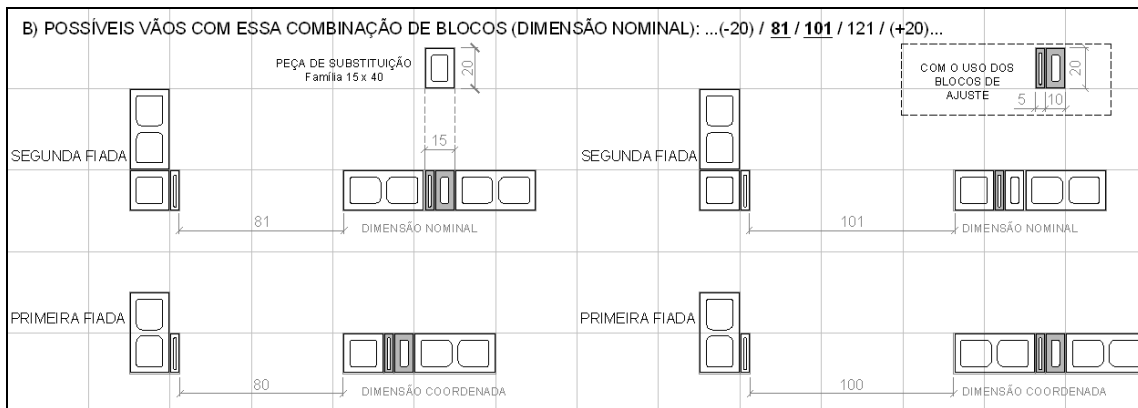 B) POSSÍVEIS VÃOS COM ESSA COMBINAÇÃO DE BLOCOS (DIMENSÃO NOMINAL): ...(-20) / 81 / 101 / 121 / (+20)...
PEÇA DE SUBSTITUIÇÃO
Família 15 x 40
20
COM O USO DOS
BLOCOS DE
AJUSTE
20
5 10
15
SEGUNDA FIADA
SEGUNDA FIADA
81
DIMENSÃO NOMINAL
101
DIMENSÃO NOMINAL
PRIMEIRA FIADA
PRIMEIRA FIADA
80
DIMENSÃO COORDENADA
100
DIMENSÃO COORDENADA